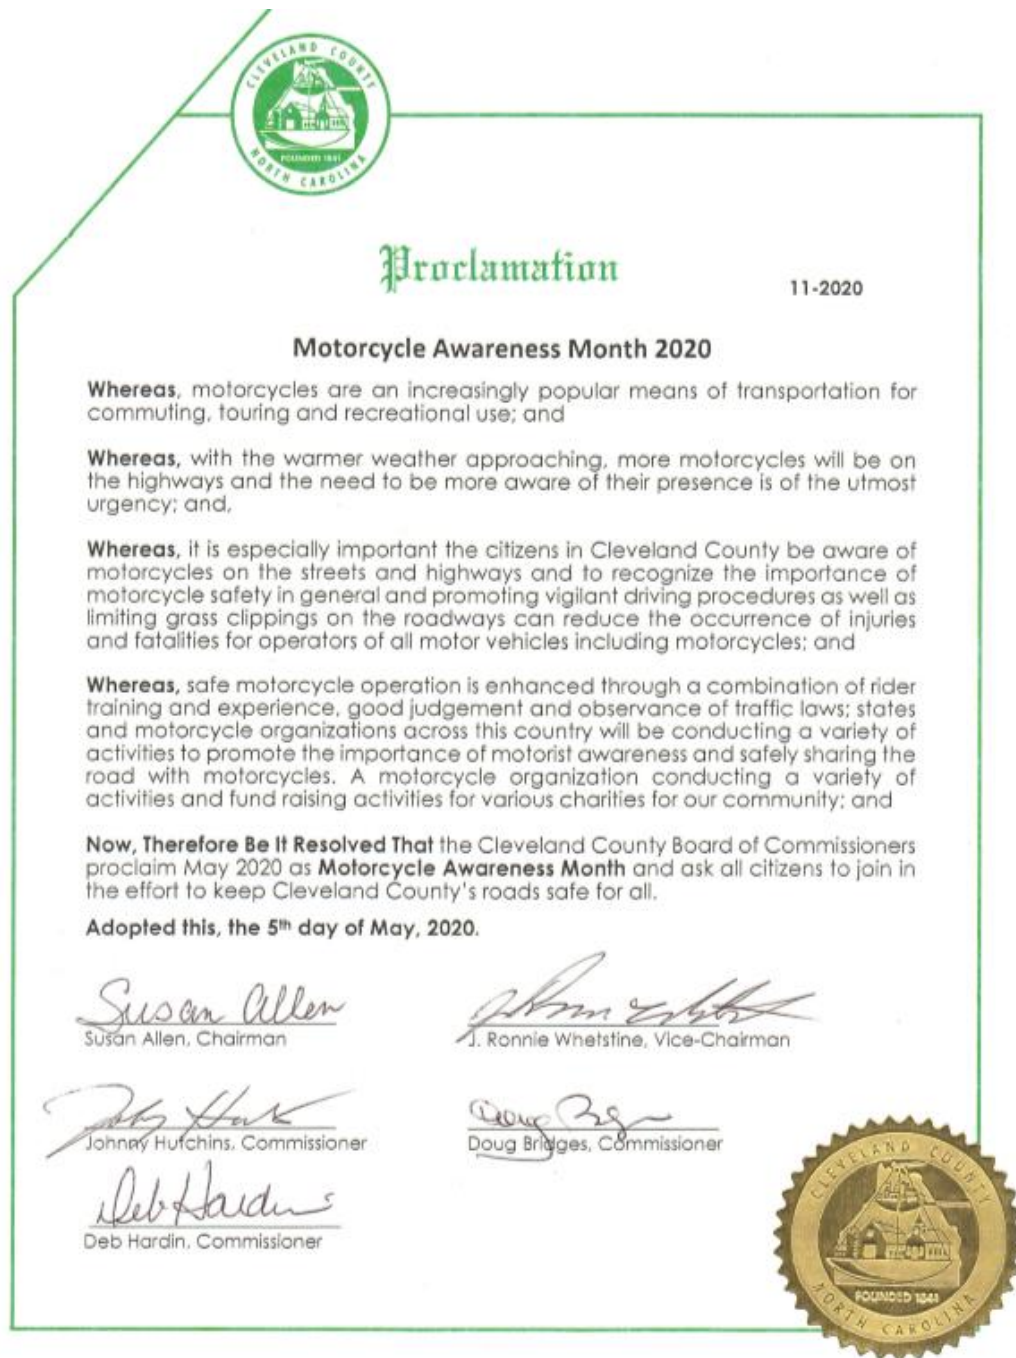 CLEVELAND COUNTY
FOUNDED 1841
NORTH CAROLINA
Proclamation
11-2020
Motorcycle Awareness Month 2020
Whereas, motorcycles are an increasingly popular means of transportation for
commuting, touring and recreational use; and
Whereas, with the warmer weather approaching, more motorcycles will be on
the highways and the need to be more aware of their presence is of the utmost
urgency; and,
Whereas, it is especially important the citizens in Cleveland County be aware of
motorcycles on the streets and highways and to recognize the importance of
motorcycle safety in general and promoting vigilant driving procedures as well as
limiting grass clippings on the roadways can reduce the occurrence of injuries
and fatalities for operators of all motor vehicles including motorcycles; and
Whereas, safe motorcycle operation is enhanced through a combination of rider
training and experience, good judgement and observance of traffic laws; states
and motorcycle organizations across this country will be conducting a variety of
activities to promote the importance of motorist awareness and safely sharing the
road with motorcycles. A motorcycle organization conducting a variety of
activities and fund raising activities for various charities for our community; and
Now, Therefore Be It Resolved That the Cleveland County Board of Commissioners
proclaim May 2020 as Motorcycle Awareness Month and ask all citizens to join in
the effort to keep Cleveland County's roads safe for all.
Adopted this, the 5th day of May, 2020.
Susan Allen
Susan Allen, Chairman
J. Ronnie Whetstine, Vice-Chairman
Johnny Hutchins, Commissioner
Doug Bridges, Commissioner
Deb Hardin
Deb Hardin, Commissioner
CLEVELAND COUNTY
FOUNDED 1841
NORTH CAROLINA